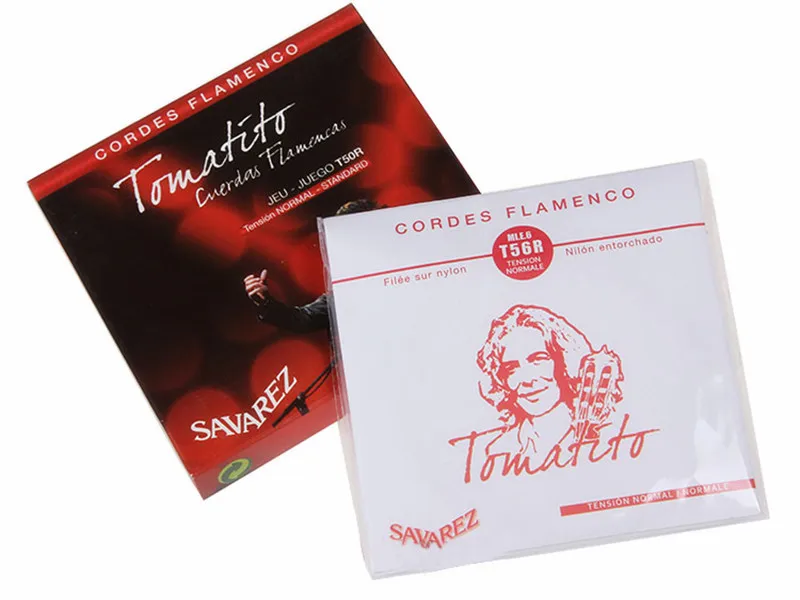 CORDES FLAMENCO
Tomatito
Cuerdas Flamencas
JEU - JUEGO T50R
Tensión NORMAL - STANDARD
SAVAREZ
CORDES FLAMENCO
MI.E.6
T56R
TENSION
NORMALE
Filée sur nylon
Nilón entorchado
Tomatito
TENSIÓN NORMAL / NORMALE
SAVAREZ